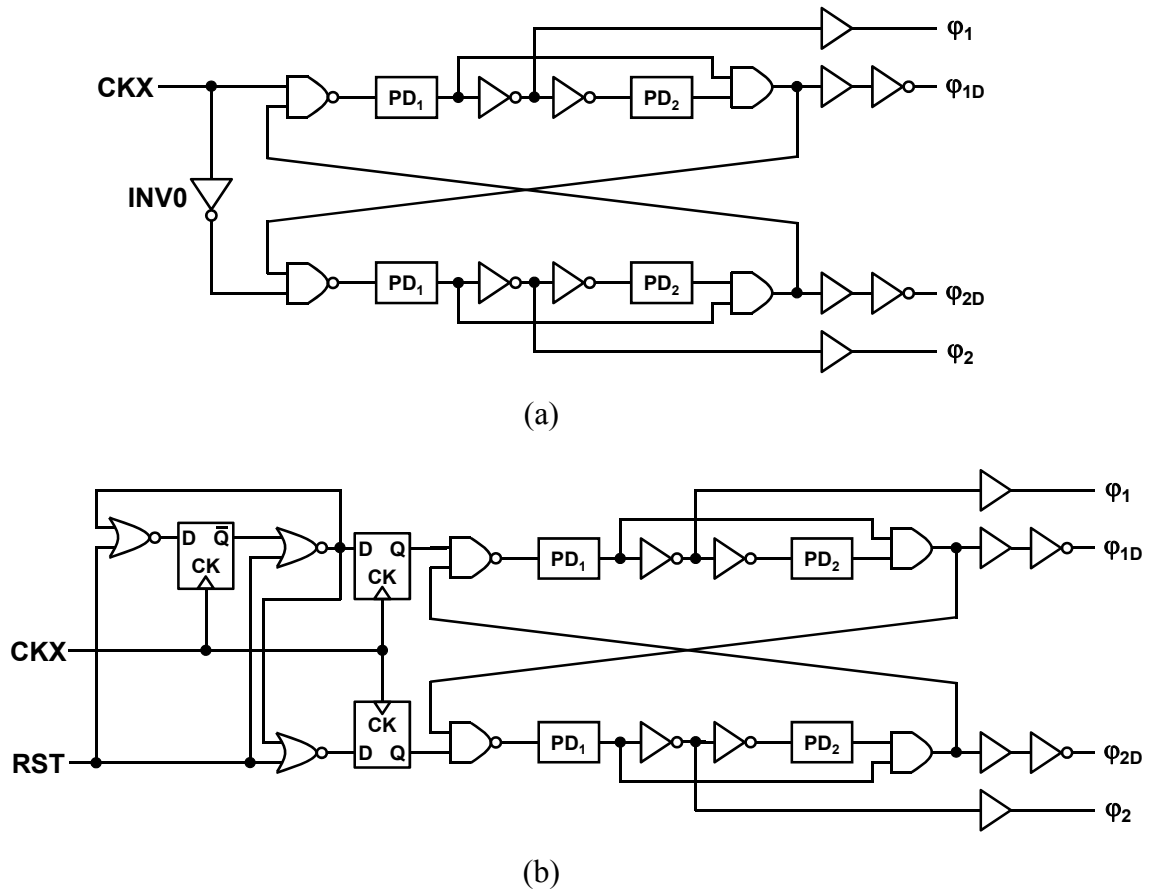 φ1
CKX
PD1
PD2
φ1D
INV0
PD1
PD2
φ2D
φ2
(a)
φ1
D Q̅
CK
D Q
CK
PD1
PD2
φ1D
CKX
CK
D Q
PD1
PD2
RST
φ2D
φ2
(b)